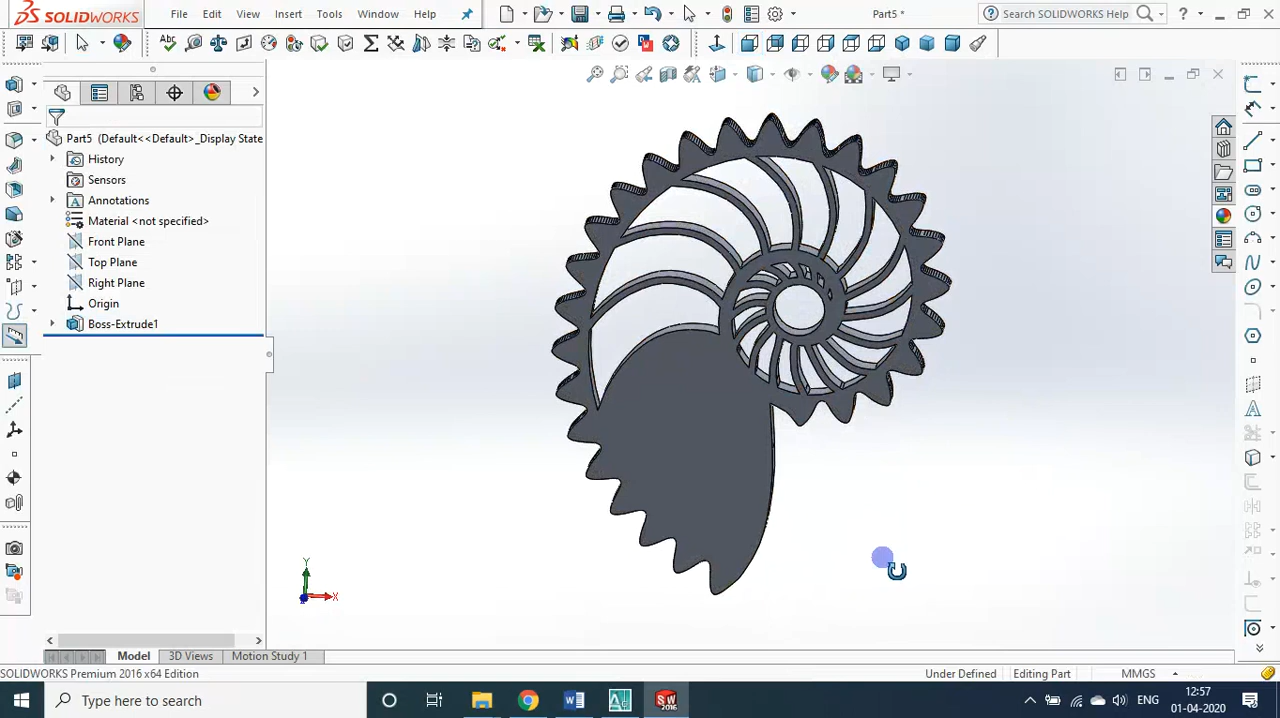 SOLIDWORKS File Edit View Insert Tools Window Help Part5 * Search SOLIDWORKS Help ?
Part5 (Default<<Default>_Display State
History
Sensors
A Annotations
Material <not specified>
Front Plane
Top Plane
Right Plane
Origin
Boss-Extrude1
Y
X
Model 3D Views Motion Study 1
SOLIDWORKS Premium 2016 x64 Edition Under Defined Editing Part MMGS
Type here to search ENG 12:57
01-04-2020